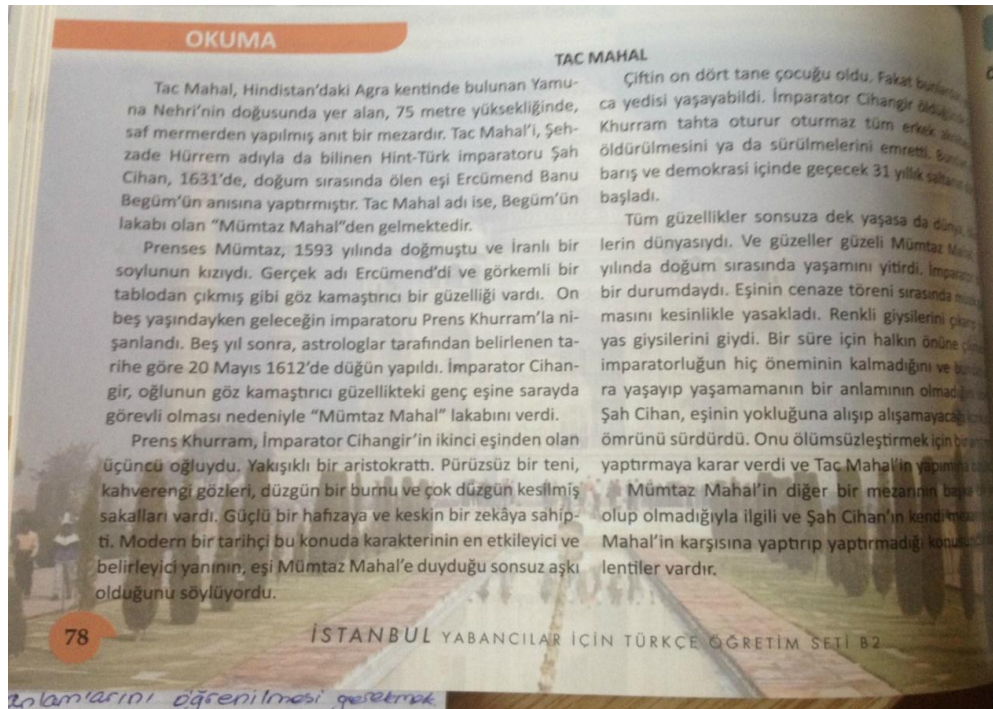 OKUMA
TAC MAHAL
Tac Mahal, Hindistan'daki Agra kentinde bulunan Yamu-
na Nehri'nin doğusunda yer alan, 75 metre yüksekliğinde,
saf mermerden yapılmış anıt bir mezardır. Tac Mahal'i, Şeh-
zade Hürrem adıyla da bilinen Hint-Türk imparatoru Şah
Cihan, 1631'de, doğum sırasında ölen eşi Ercümend Banu
Begüm'ün anısına yaptırmıştır. Tac Mahal adı ise, Begüm'ün
lakabı olan "Mümtaz Mahal"den gelmektedir.
Prenses Mümtaz, 1593 yılında doğmuştu ve İranlı bir
soylunun kızıydı. Gerçek adı Ercümend'di ve görkemli bir
tablodan çıkmış gibi göz kamaştırıcı bir güzelliği vardı. On
beş yaşındayken geleceğin imparatoru Prens Khurram'la ni-
şanlandı. Beş yıl sonra, astrologlar tarafından belirlenen ta-
rihe göre 20 Mayıs 1612'de düğün yapıldı. İmparator Cihan-
gir, oğlunun göz kamaştırıcı güzellikteki genç eşine sarayda
görevli olması nedeniyle "Mümtaz Mahal" lakabını verdi.
Prens Khurram, İmparator Cihangir'in ikinci eşinden olan
üçüncü oğluydu. Yakışıklı bir aristokrattı. Pürüzsüz bir teni,
kahverengi gözleri, düzgün bir burnu ve çok düzgün kesilmiş
sakalları vardı. Güçlü bir hafızaya ve keskin bir zekâya sahip-
ti. Modern bir tarihçi bu konuda karakterinin en etkileyici ve
belirleyici yanının, eşi Mümtaz Mahal'e duyduğu sonsuz aşkı
olduğunu söylüyordu.
Çiftin on dört tane çocuğu oldu. Fakat
ca yedisi yaşayabildi. İmparator Cihangir öldüğünde
Khurram tahta oturur oturmaz tüm erkek
öldürülmesini ya da sürülmelerini emretti.
barış ve demokrasi içinde geçecek 31 yıllık
başladı.
Tüm güzellikler sonsuza dek yaşasa da dünya,
lerin dünyasıydı. Ve güzeller güzeli Mümtaz
yılında doğum sırasında yaşamını yitirdi. İmparator
bir durumdaydı. Eşinin cenaze töreni sırasında
masını kesinlikle yasakladı. Renkli giysilerini
yas giysilerini giydi. Bir süre için halkın önüne
imparatorluğun hiç öneminin kalmadığını ve
ra yaşayıp yaşamamanın bir anlamının
Şah Cihan, eşinin yokluğuna alışıp alışamayacağı
ömrünü sürdürdü. Onu ölümsüzleştirmek için
yaptırmaya karar verdi ve Tac Mahal'in
Mümtaz Mahal'in diğer bir mezarının
olup olmadığıyla ilgili ve Şah Cihan'ın kendi
Mahal'in karşısına yaptırıp yaptırmadığı
lentiler vardır.
78
İSTANBUL YABANCILAR İÇİN TÜRKÇE ÖĞRETİM SETİ B2
anlamlarını öğrenilmesi gerekmek